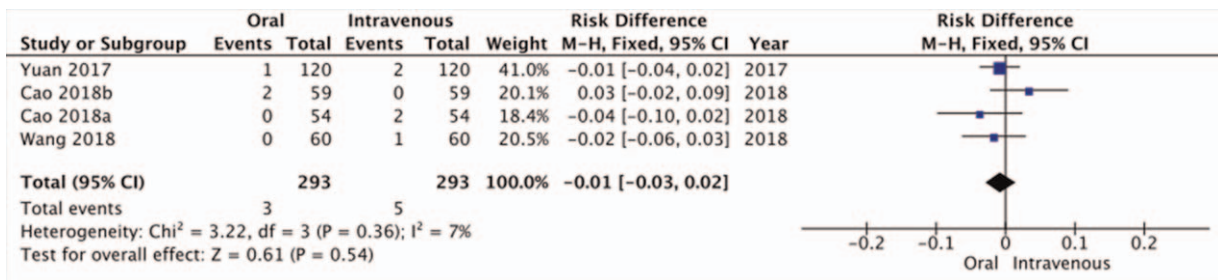 Oral Intravenous Risk Difference Risk Difference
Study or Subgroup Events Total Events Total Weight M-H, Fixed, 95% CI Year M-H, Fixed, 95% CI
Yuan 2017 1 120 2 120 41.0% -0.01 [-0.04, 0.02] 2017
Cao 2018b 2 59 0 59 20.1% 0.03 [-0.02, 0.09] 2018
Cao 2018a 0 54 2 54 18.4% -0.04 [-0.10, 0.02] 2018
Wang 2018 0 60 1 60 20.5% -0.02 [-0.06, 0.03] 2018
Total (95% CI) 293 293 100.0% -0.01 [-0.03, 0.02]
Total events 3 5
Heterogeneity: Chi² = 3.22, df = 3 (P = 0.36); I² = 7%
Test for overall effect: Z = 0.61 (P = 0.54)
-0.2 -0.1 0 0.1 0.2
Oral Intravenous